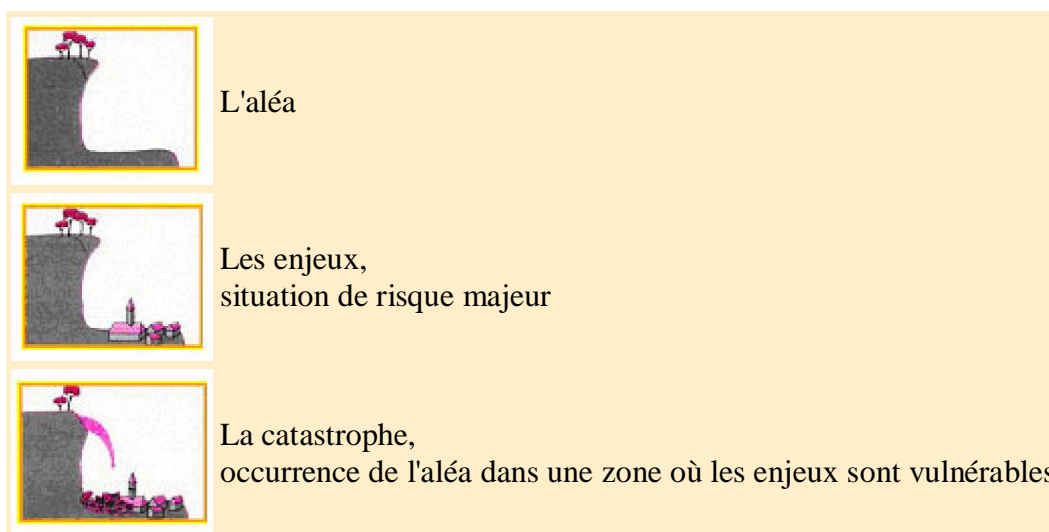 L'aléa
Les enjeux,
situation de risque majeur
La catastrophe,
occurrence de l'aléa dans une zone où les enjeux sont vulnérables